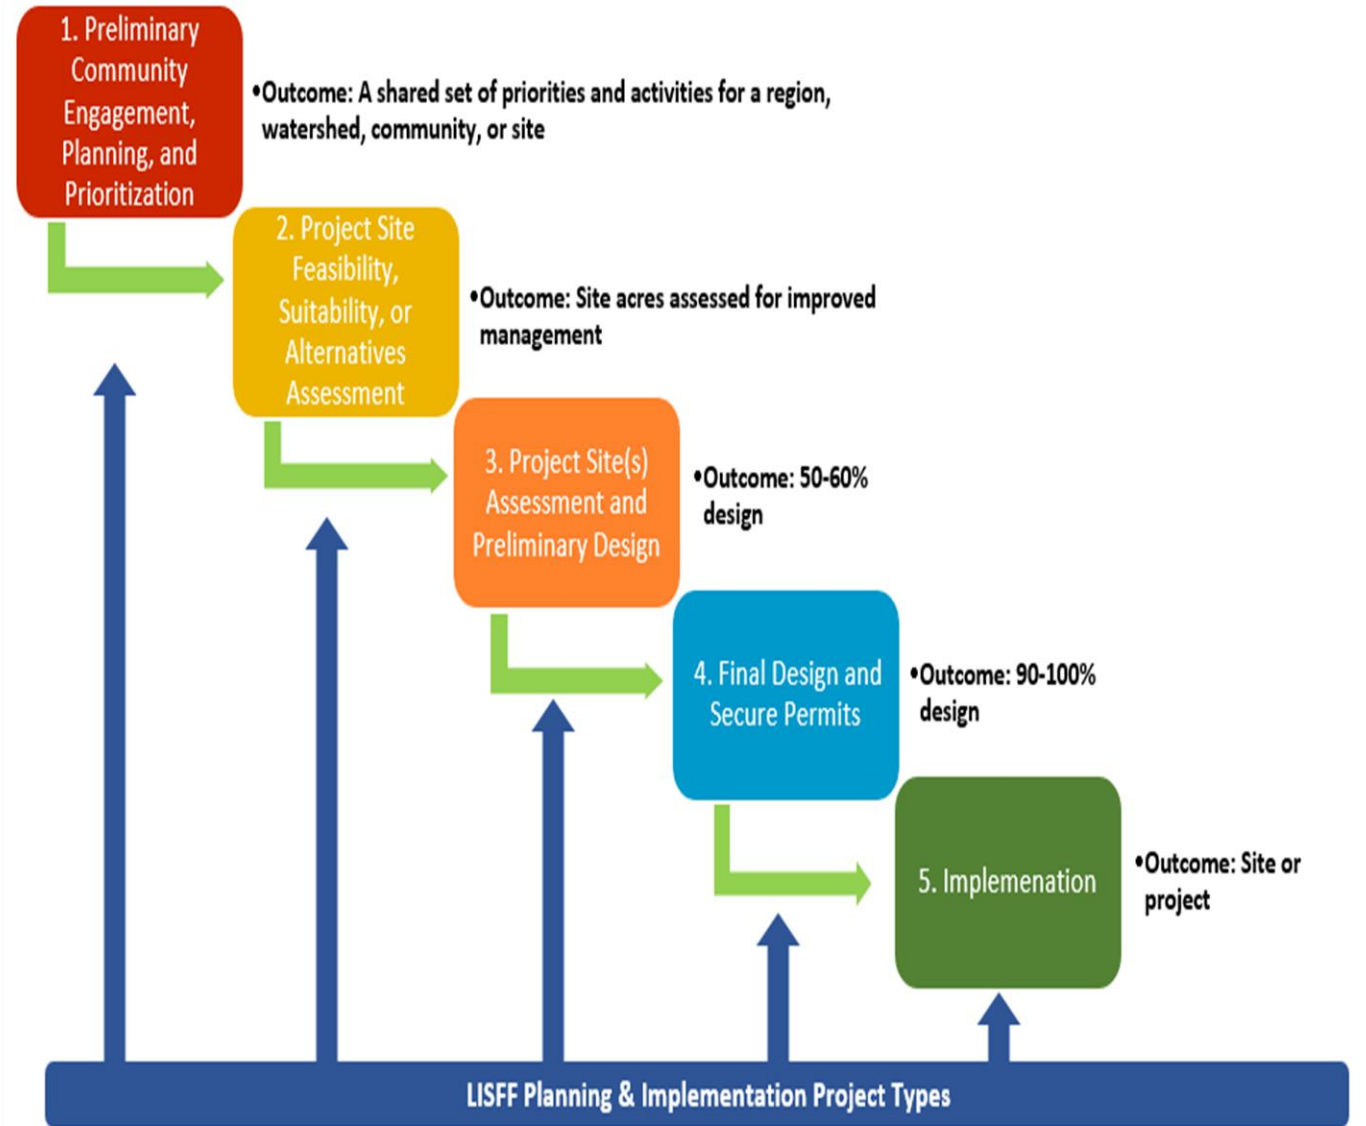 1. Preliminary
Community
Engagement,
Planning, and
Prioritization
•Outcome: A shared set of priorities and activities for a region,
watershed, community, or site
2. Project Site
Feasibility,
Suitability, or
Alternatives
Assessment
•Outcome: Site acres assessed for improved
management
3. Project Site(s)
Assessment and
Preliminary Design
•Outcome: 50-60%
design
4. Final Design and
Secure Permits
•Outcome: 90-100%
design
5. Implemenation
•Outcome: Site or
project
LISFF Planning & Implementation Project Types